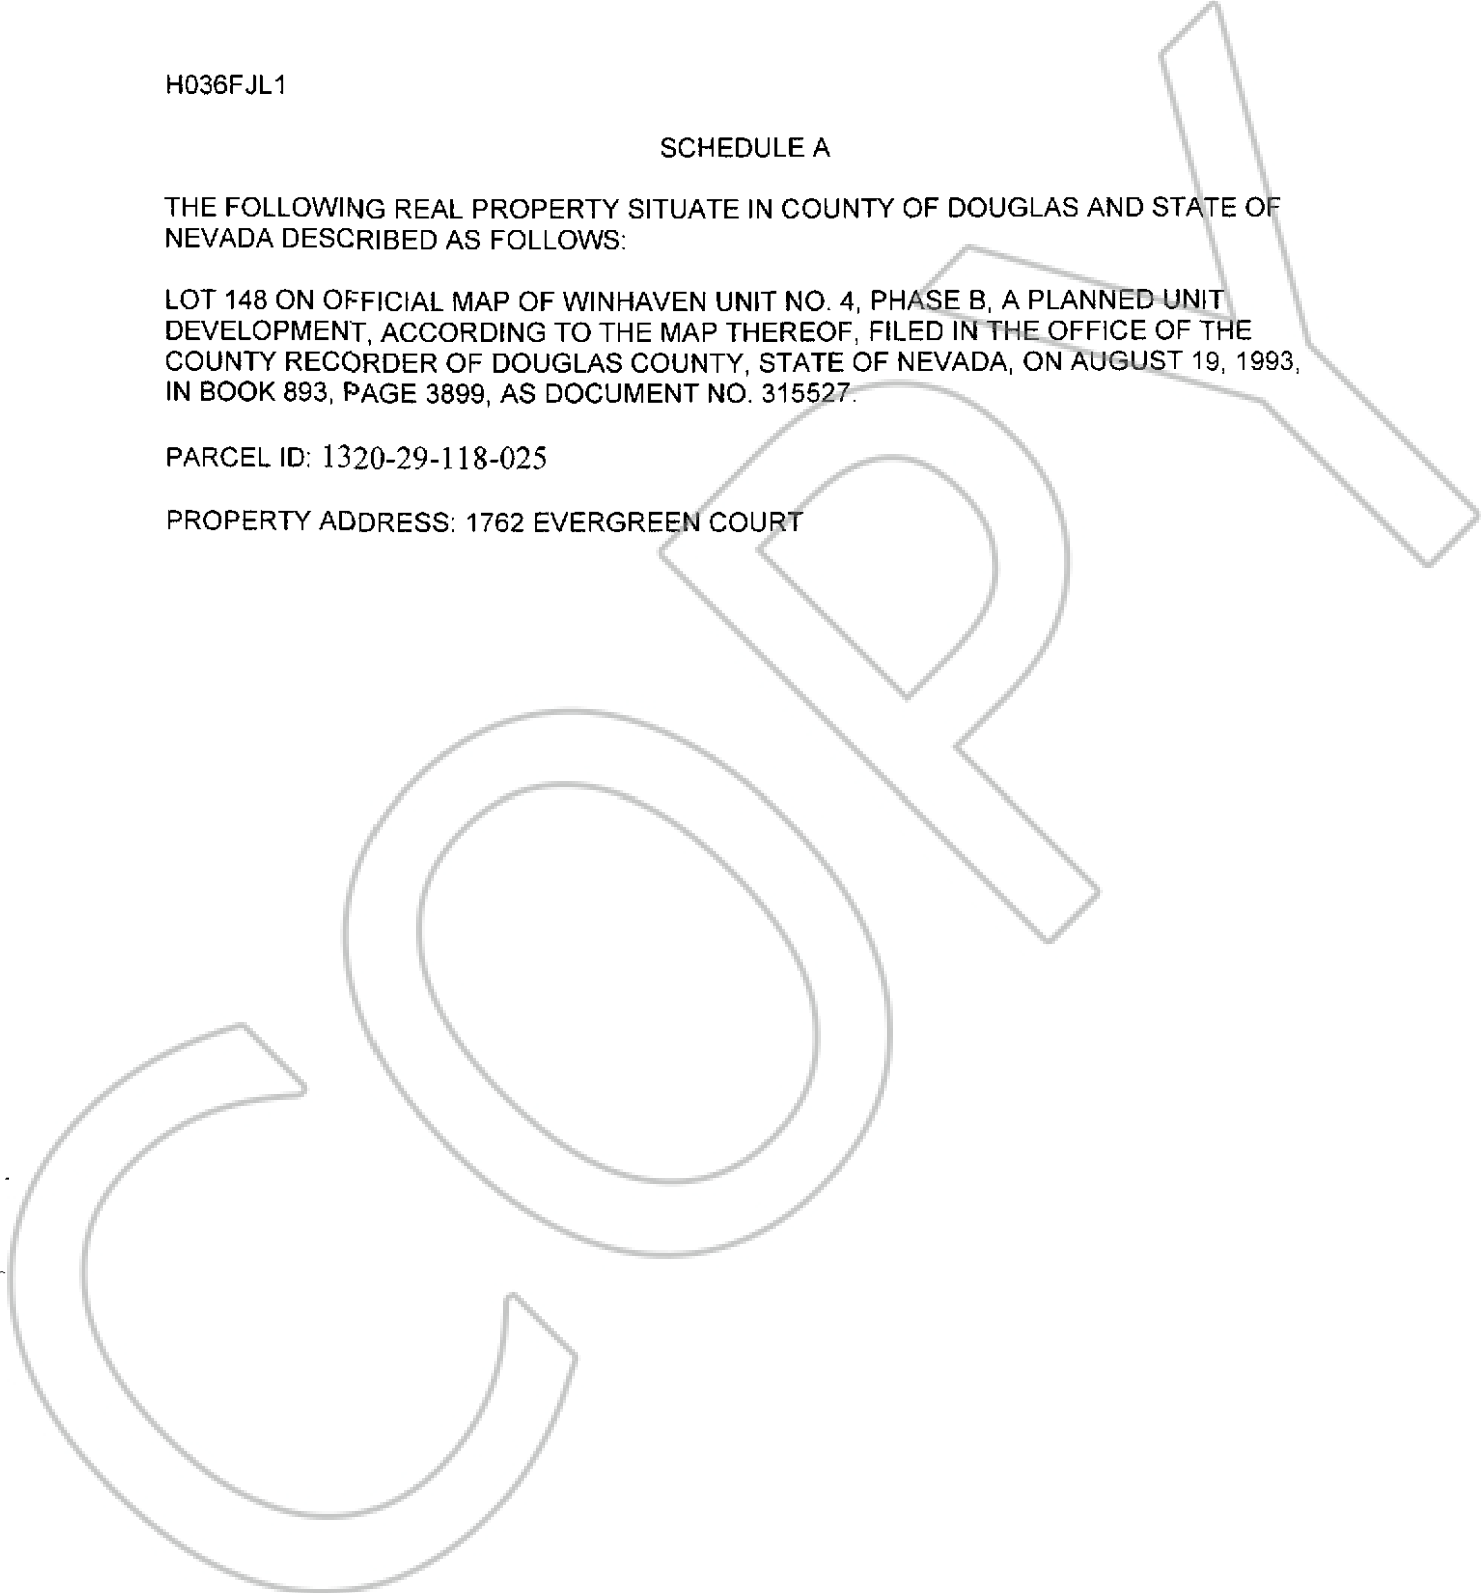 H036FJL1
SCHEDULE A
THE FOLLOWING REAL PROPERTY SITUATE IN COUNTY OF DOUGLAS AND STATE OF
NEVADA DESCRIBED AS FOLLOWS:
LOT 148 ON OFFICIAL MAP OF WINHAVEN UNIT NO. 4, PHASE B, A PLANNED UNIT
DEVELOPMENT, ACCORDING TO THE MAP THEREOF, FILED IN THE OFFICE OF THE
COUNTY RECORDER OF DOUGLAS COUNTY, STATE OF NEVADA, ON AUGUST 19, 1993,
IN BOOK 893, PAGE 3899, AS DOCUMENT NO. 315527.
PARCEL ID: 1320-29-118-025
PROPERTY ADDRESS: 1762 EVERGREEN COURT
COPY